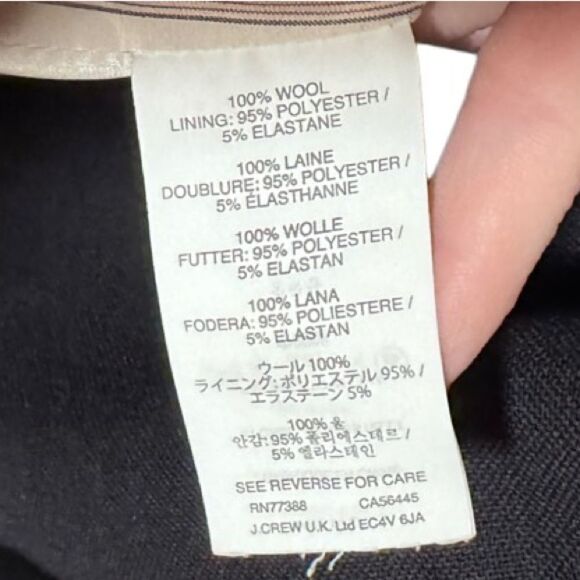 100% WOOL
LINING: 95% POLYESTER /
5% ELASTANE
100% LAINE
DOUBLURE: 95% POLYESTER /
5% ÉLASTHANNE
100% WOLLE
FUTTER: 95% POLYESTER /
5% ELASTAN
100% LANA
FODERA: 95% POLIESTERE /
5% ELASTAN
ウール 100%
ライニング: ポリエステル 95% /
エラステーン 5%
100% 울
안감: 95% 폴리에스테르 /
5% 엘라스테인
SEE REVERSE FOR CARE
RN77388 CA56445
J.CREW U.K. Ltd EC4V 6JA